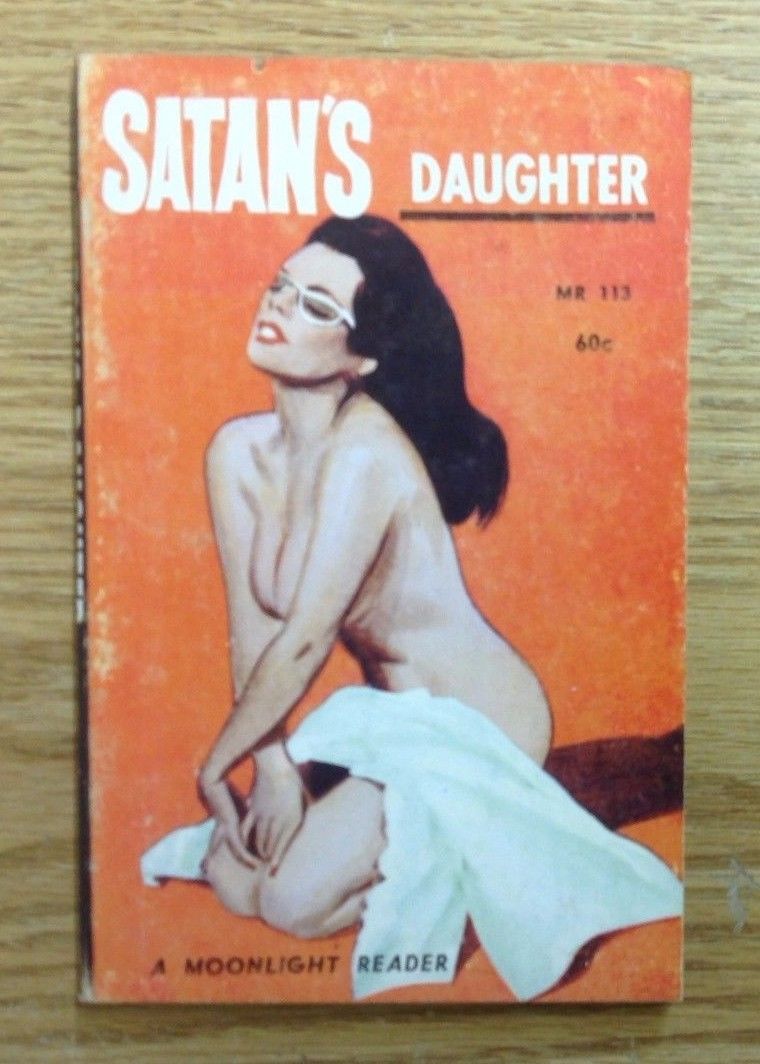 SATAN'S DAUGHTER
MR 113
60c
A MOONLIGHT READER